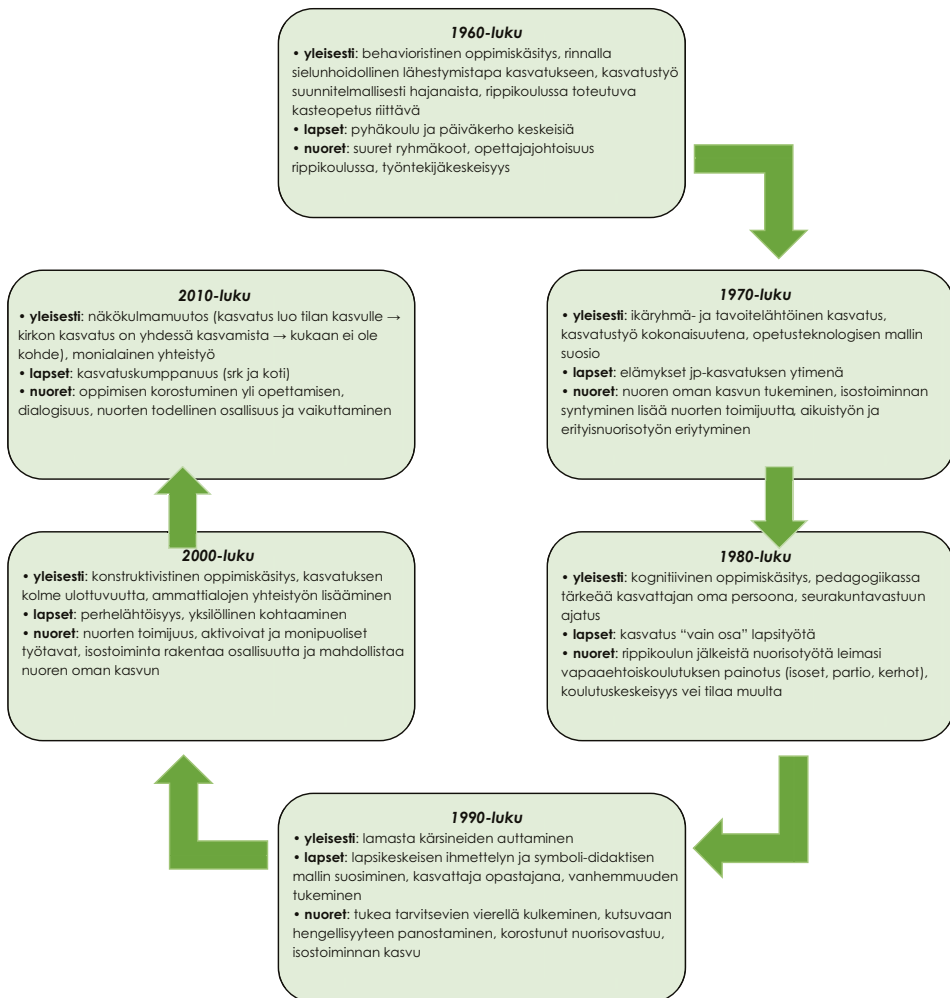 1960-luku
• yleisesti: behavioristinen oppimiskäsitys, rinnalla
sielunhoidollinen lähestymistapa kasvatukseen, kasvatustyö
suunnitelmallisesti hajanaista, rippikoulussa toteutuva
kasteopetus riittävä
• lapset: pyhäkoulu ja päiväkerho keskeisiä
• nuoret: suuret ryhmäkoot, opettajajohtoisuus
rippikoulussa, työntekijäkeskeisyys
1970-luku
• yleisesti: ikäryhmä- ja tavoitelähtöinen kasvatus,
kasvatustyö kokonaisuutena, opetusteknologisen mallin
suosio
• lapset: elämykset jp-kasvatuksen ytimenä
• nuoret: nuoren oman kasvun tukeminen, isostoiminnan
syntyminen lisää nuorten toimijuutta, aikuistyön ja
erityisnuorisotyön eriytyminen
1980-luku
• yleisesti: kognitiivinen oppimiskäsitys, pedagogiikassa
tärkeää kasvattajan oma persoona, seurakuntavastuun
ajatus
• lapset: kasvatus “vain osa” lapsityötä
• nuoret: rippikoulun jälkeistä nuorisotyötä leimasi
vapaaehtoiskoulutuksen painotus (isoset, partio, kerhot),
koulutuskeskeisyys vei tilaa muulta
1990-luku
• yleisesti: lamasta kärsineiden auttaminen
• lapset: lapsikeskeisen ihmettelyn ja symboli-didaktisen
mallin suosiminen, kasvattaja opastajana, vanhemmuuden
tukeminen
• nuoret: tukea tarvitsevien vierellä kulkeminen, kutsuvaan
hengellisyyteen panostaminen, korostunut nuorisovastuu,
isostoiminnan kasvu
2000-luku
• yleisesti: konstruktivistinen oppimiskäsitys, kasvatuksen
kolme ulottuvuutta, ammattialojen yhteistyön lisääminen
• lapset: perhelähtöisyys, yksilöllinen kohtaaminen
• nuoret: nuorten toimijuus, aktivoivat ja monipuoliset
työtavat, isostoiminta rakentaa osallisuutta ja mahdollistaa
nuoren oman kasvun
2010-luku
• yleisesti: näkökulmamuutos (kasvatus luo tilan kasvulle →
kirkon kasvatus on yhdessä kasvamista → kukaan ei ole
kohde), monialainen yhteistyö
• lapset: kasvatuskumppanuus (srk ja koti)
• nuoret: oppimisen korostuminen yli opettamisen,
dialogisuus, nuorten todellinen osallisuus ja vaikuttaminen